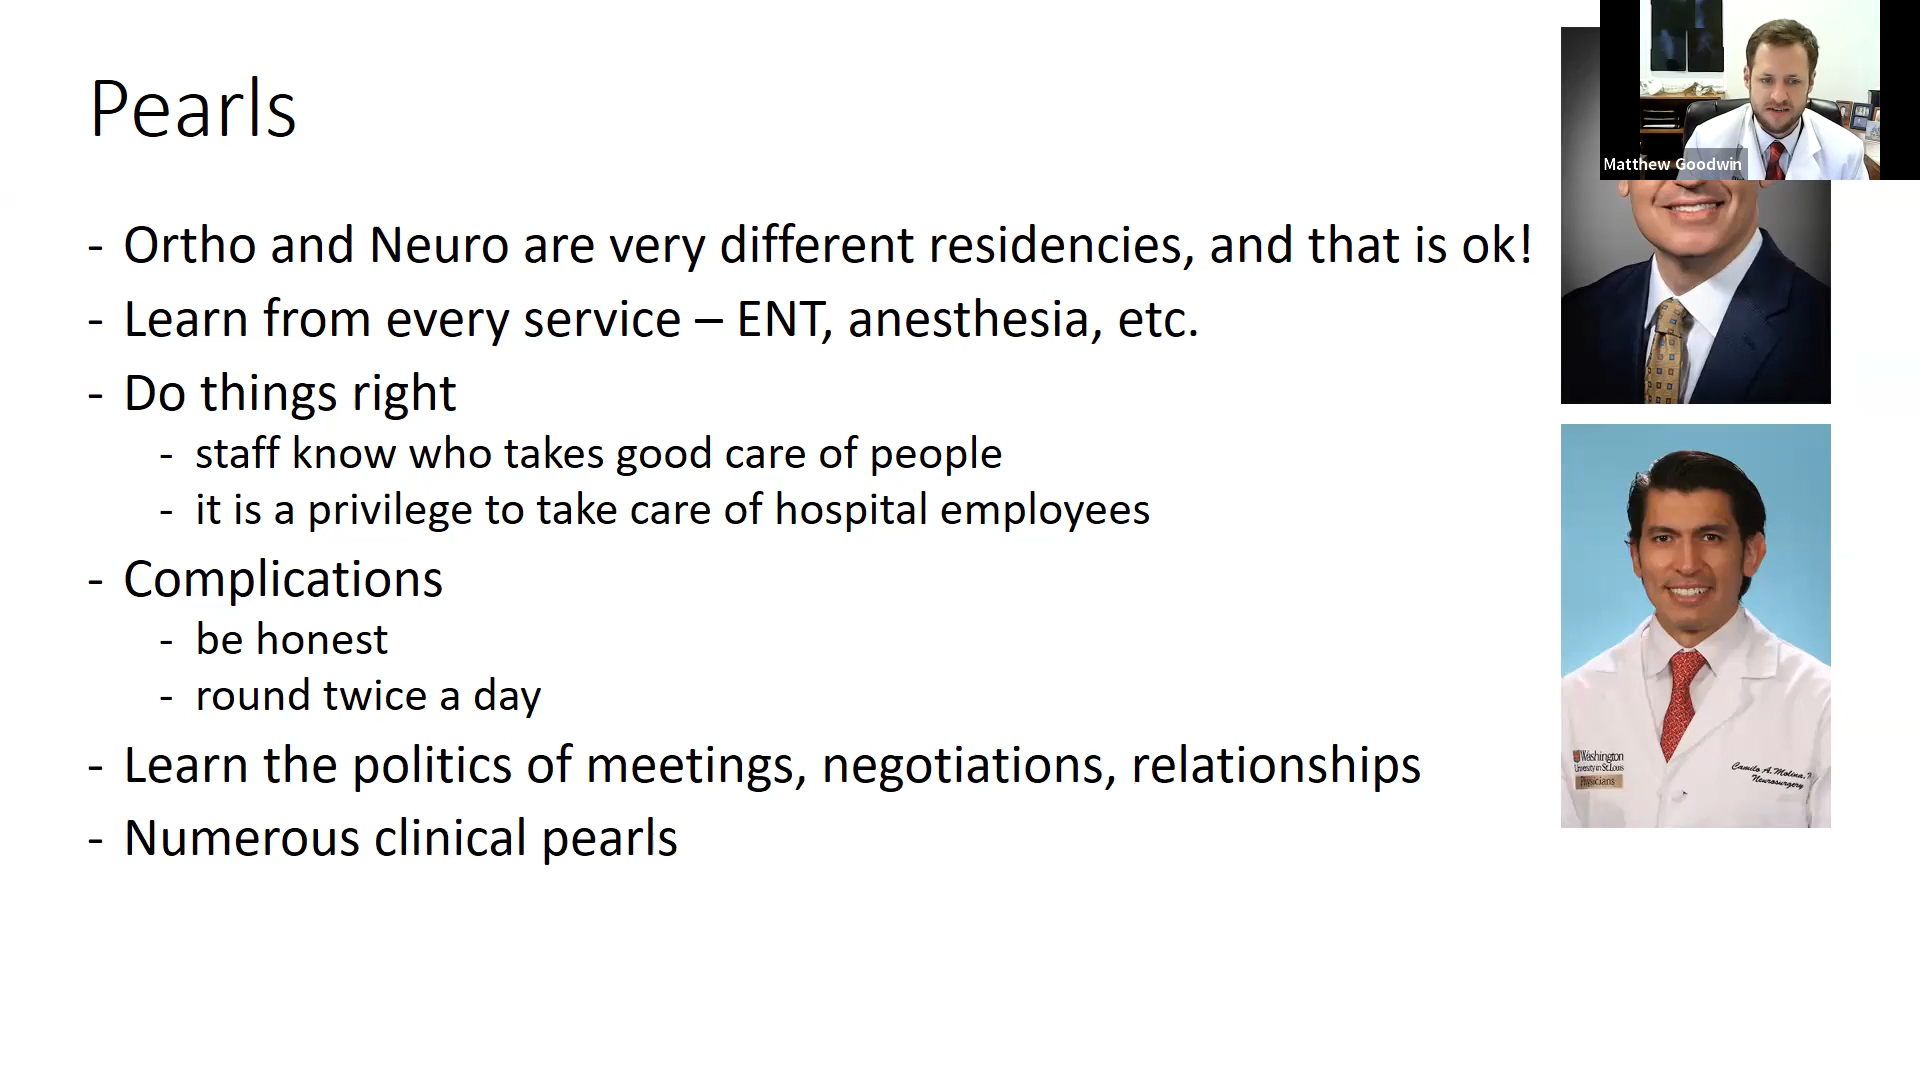 Pearls
Matthew Goodwin
- Ortho and Neuro are very different residencies, and that is ok!
- Learn from every service – ENT, anesthesia, etc.
- Do things right
- staff know who takes good care of people
- it is a privilege to take care of hospital employees
- Complications
- be honest
- round twice a day
- Learn the politics of meetings, negotiations, relationships
- Numerous clinical pearls
Washington
University in St.Louis
Physicians
Camilo A. Molina,
Neurosurgery